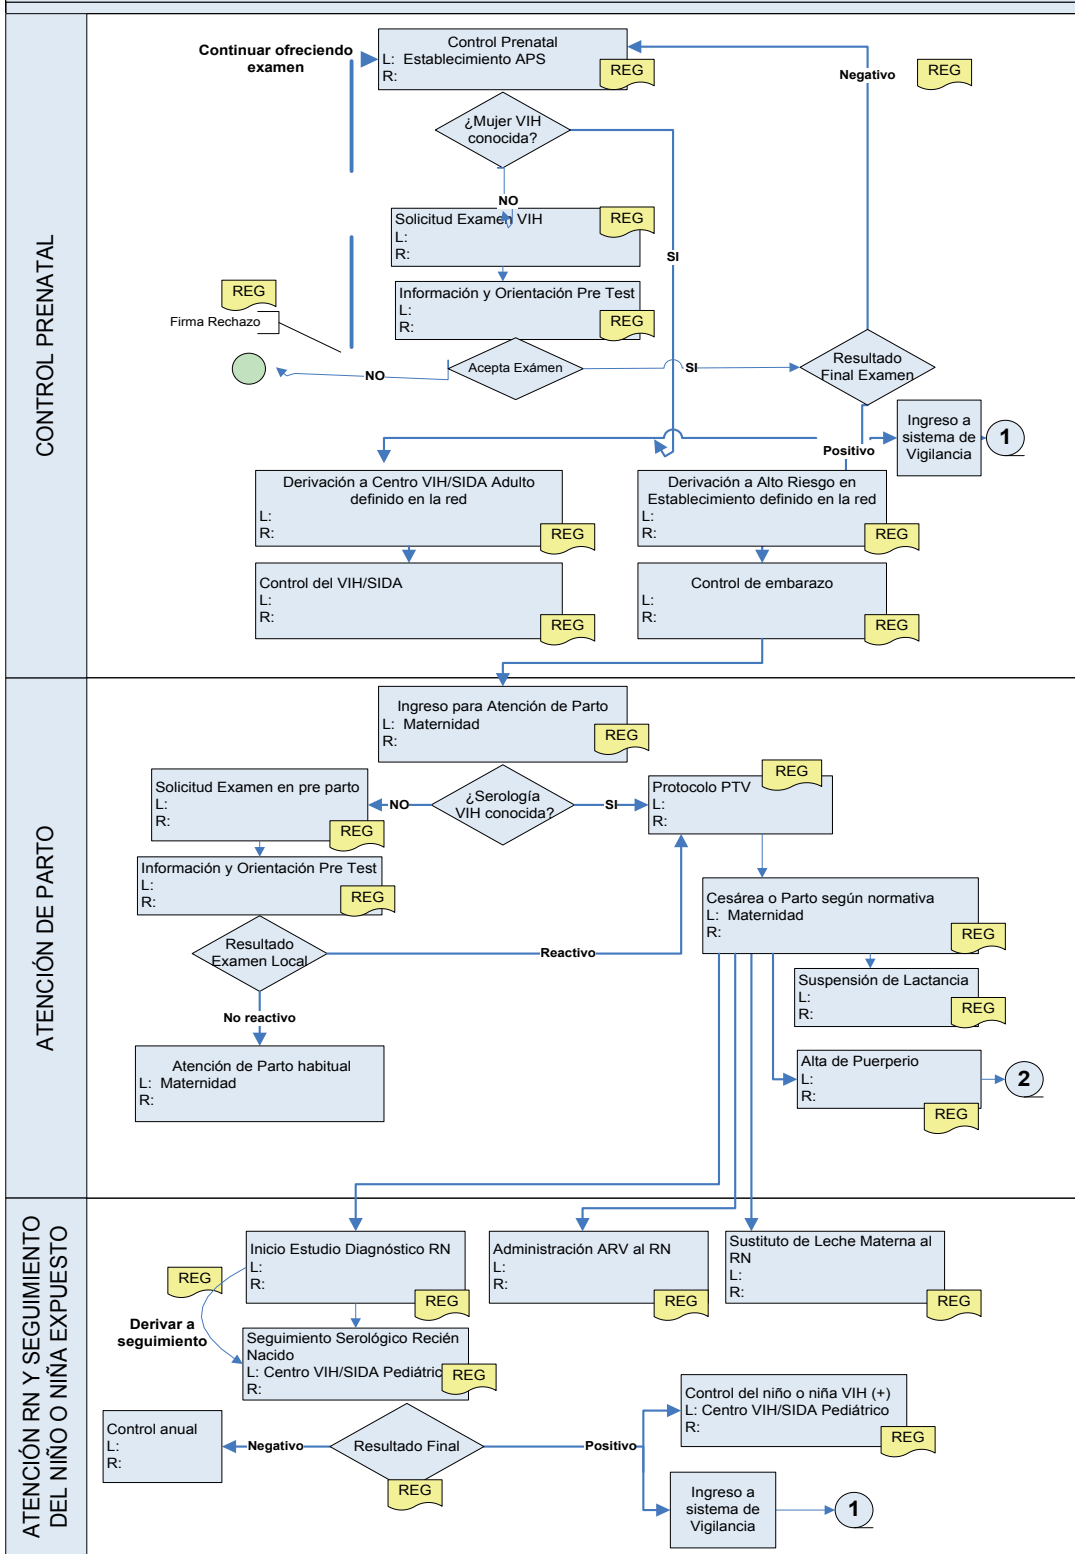 CONTROL PRENATAL
Continuar ofreciendo
examen
Control Prenatal
L:  Establecimiento APS
R:
REG
Negativo
REG
¿Mujer VIH
conocida?
NO
SI
Solicitud Examen VIH
L:
R:
REG
Información y Orientación Pre Test
L:
R:
REG
REG
Firma Rechazo
NO
Acepta Exámen
SI
Resultado
Final Examen
Positivo
Ingreso a
sistema de
Vigilancia
1
Derivación a Centro VIH/SIDA Adulto
definido en la red
L:
R:
REG
Derivación a Alto Riesgo en
Establecimiento definido en la red
L:
R:
REG
Control del VIH/SIDA
L:
R:
REG
Control de embarazo
L:
R:
REG
ATENCIÓN DE PARTO
Ingreso para Atención de Parto
L:  Maternidad
R:
REG
¿Serología
VIH conocida?
NO
SI
Solicitud Examen en pre parto
L:
R:
REG
Protocolo PTV
L:
R:
REG
Información y Orientación Pre Test
L:
R:
REG
Resultado
Examen Local
Reactivo
No reactivo
Atención de Parto habitual
L:  Maternidad
R:
Cesárea o Parto según normativa
L:  Maternidad
R:
REG
Suspensión de Lactancia
L:
R:
REG
Alta de Puerperio
L:
R:
REG
2
ATENCIÓN RN Y SEGUIMIENTO
DEL NIÑO O NIÑA EXPUESTO
Inicio Estudio Diagnóstico RN
L:
R:
REG
Administración ARV al RN
L:
R:
REG
Sustituto de Leche Materna al
RN
L:
R:
REG
REG
Derivar a
seguimiento
Seguimiento Serológico Recién
Nacido
L: Centro VIH/SIDA Pediátric
R:
REG
Resultado Final
REG
Negativo
Control anual
L:
R:
Positivo
Control del niño o niña VIH (+)
L: Centro VIH/SIDA Pediátrico
R:
REG
Ingreso a
sistema de
Vigilancia
1